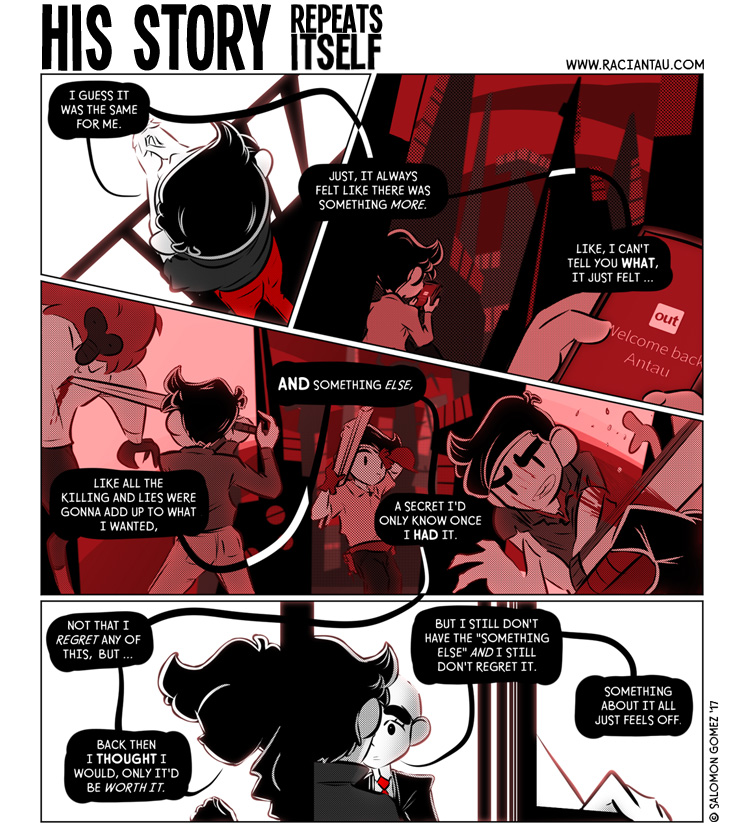 HIS STORY REPEATS
ITSELF
WWW.RACIANTAU.COM
I GUESS IT
WAS THE SAME
FOR ME.
JUST, IT ALWAYS
FELT LIKE THERE WAS
SOMETHING MORE.
LIKE, I CAN'T
TELL YOU WHAT,
IT JUST FELT ...
out
Welcome back
Antau
LIKE ALL THE
KILLING AND LIES WERE
GONNA ADD UP TO WHAT
I WANTED,
AND SOMETHING ELSE,
A SECRET I'D
ONLY KNOW ONCE
I HAD IT.
NOT THAT I
REGRET ANY OF
THIS, BUT ...
BACK THEN
I THOUGHT I
WOULD, ONLY IT'D
BE WORTH IT.
BUT I STILL DON'T
HAVE THE "SOMETHING
ELSE" AND I STILL
DON'T REGRET IT.
SOMETHING
ABOUT IT ALL
JUST FEELS OFF.
© SALOMON GOMEZ '17